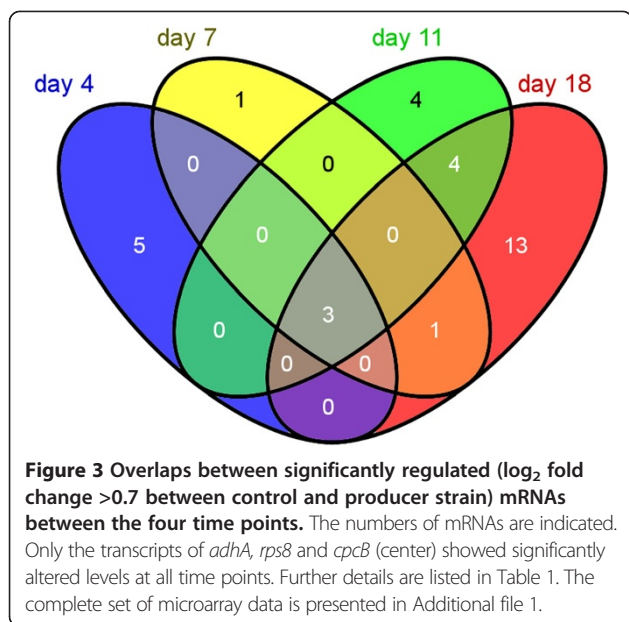 day 7
day 11
day 4
day 18
1
4
0
0
4
5
0
0
13
3
0
1
0
0
0
Figure 3 Overlaps between significantly regulated (log₂ fold
change >0.7 between control and producer strain) mRNAs
between the four time points. The numbers of mRNAs are indicated.
Only the transcripts of adhA, rps8 and cpcB (center) showed significantly
altered levels at all time points. Further details are listed in Table 1. The
complete set of microarray data is presented in Additional file 1.